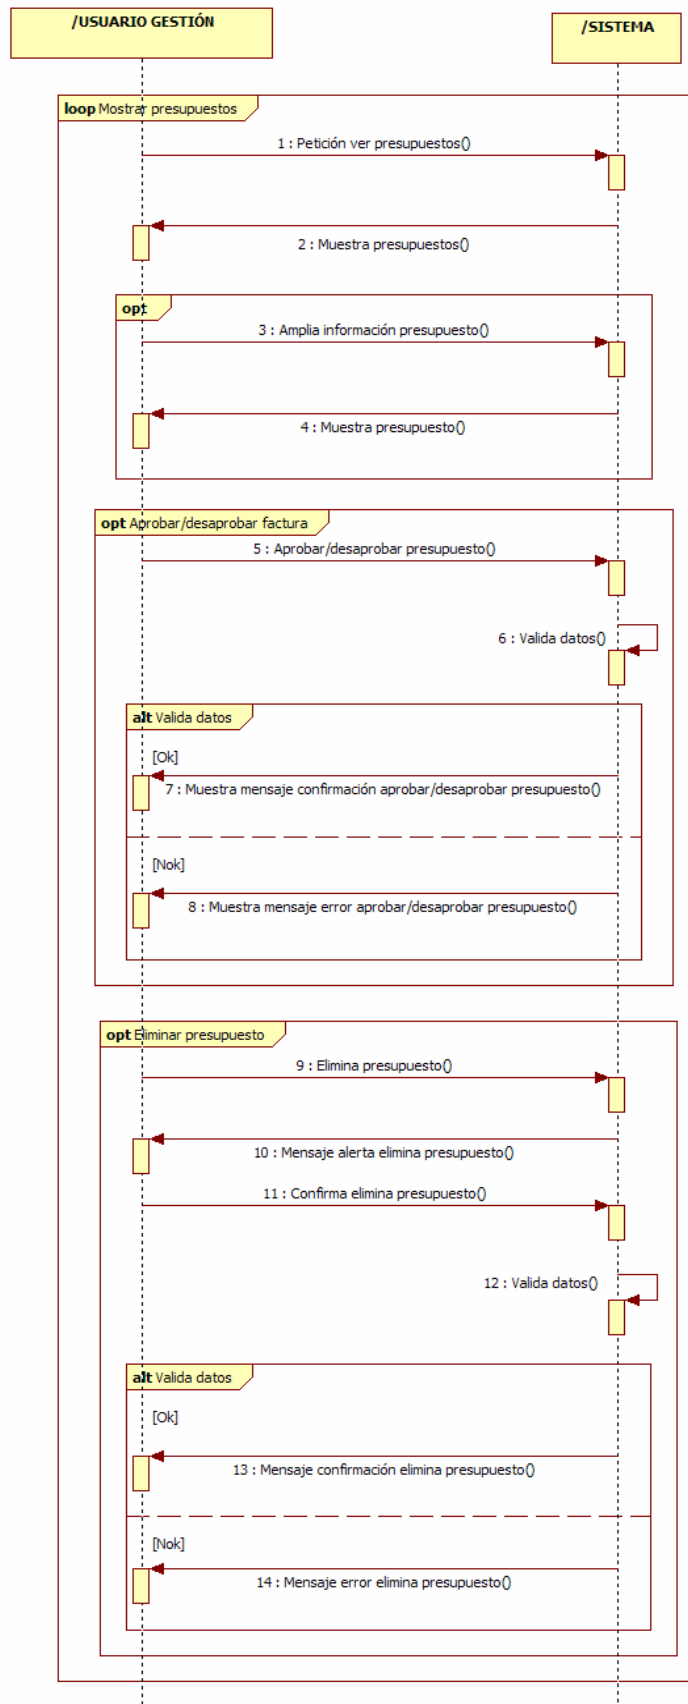 /USUARIO GESTIÓN
/SISTEMA
loop Mostrar presupuestos
1 : Petición ver presupuestos()
2 : Muestra presupuestos()
opt
3 : Amplia información presupuesto()
4 : Muestra presupuesto()
opt Aprobar/desaprobar factura
5 : Aprobar/desaprobar presupuesto()
6 : Valida datos()
alt Valida datos
[Ok]
7 : Muestra mensaje confirmación aprobar/desaprobar presupuesto()
[Nok]
8 : Muestra mensaje error aprobar/desaprobar presupuesto()
opt Eliminar presupuesto
9 : Elimina presupuesto()
10 : Mensaje alerta elimina presupuesto()
11 : Confirma elimina presupuesto()
12 : Valida datos()
alt Valida datos
[Ok]
13 : Mensaje confirmación elimina presupuesto()
[Nok]
14 : Mensaje error elimina presupuesto()